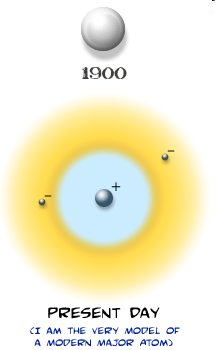 1900
−
+
−
PRESENT DAY
(I AM THE VERY MODEL OF
A MODERN MAJOR ATOM)